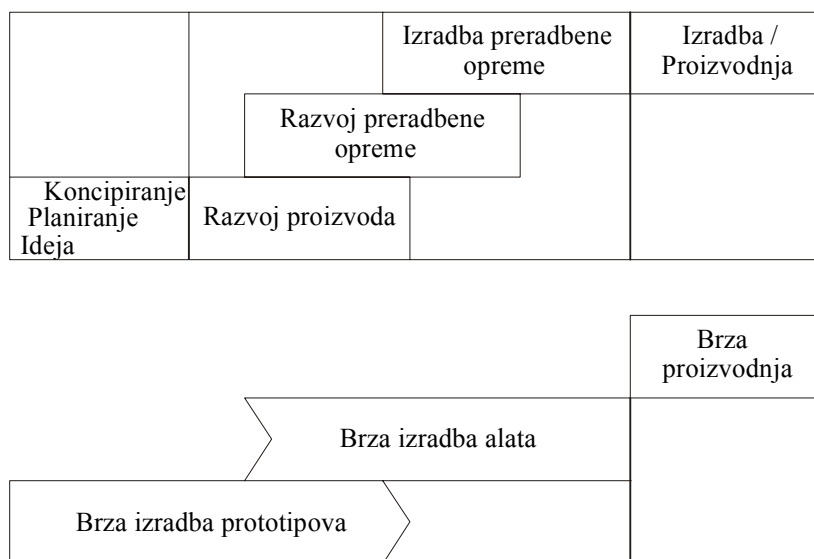 Izradba preradbene
opreme
Izradba /
Proizvodnja
Razvoj preradbene
opreme
Koncipiranje
Planiranje
Ideja
Razvoj proizvoda
Brza
proizvodnja
Brza izradba alata
Brza izradba prototipova